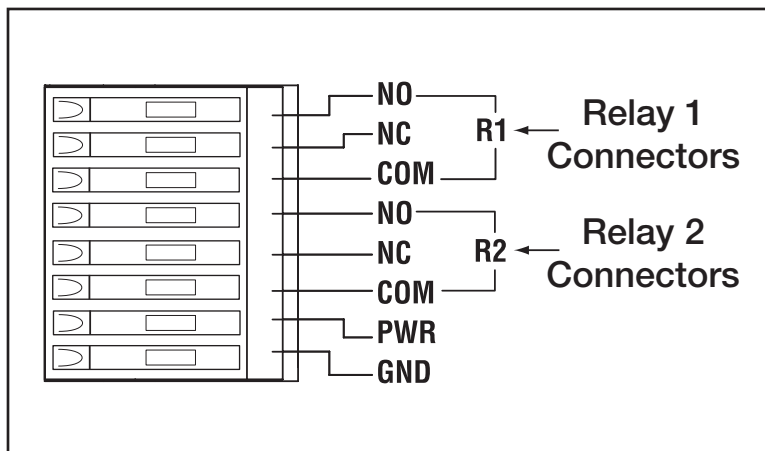 NO
NC
COM
R1
Relay 1
Connectors
NO
NC
COM
R2
Relay 2
Connectors
PWR
GND